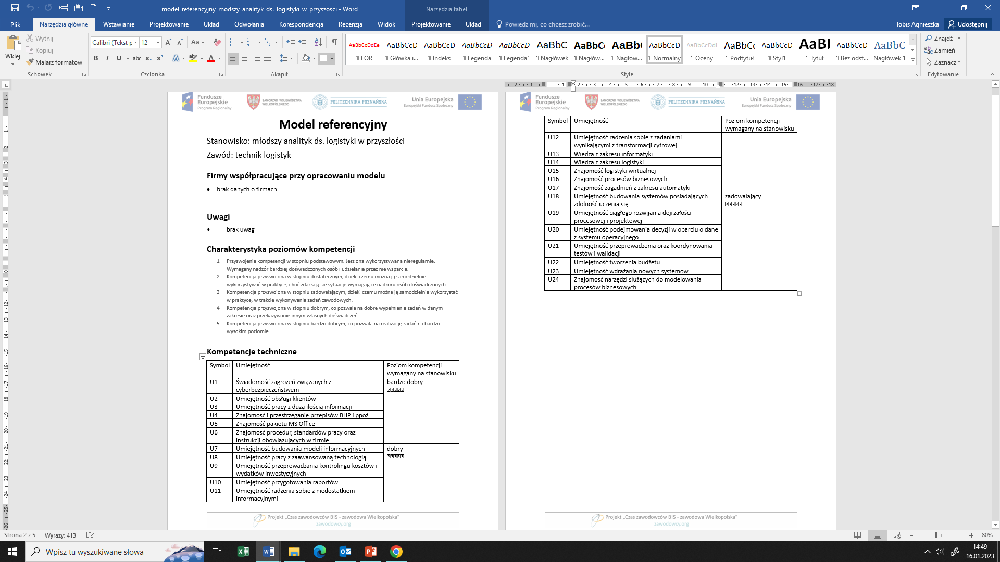 model_referencyjny_modszy_analityk_ds._logistyki_w_przyszosci - Word
Narzędzia tabel
Plik
Narzędzia główne
Wstawianie
Projektowanie
Układ
Odwołania
Korespondencja
Recenzja
Widok
Projektowanie
Układ
Powiedz mi, co chcesz zrobić...
Tobis Agnieszka
Udostępnij
Wklej
Wytnij
Kopiuj
Malarz formatów
Schowek
Calibri (Tekst p
12
Czcionka
Akapit
AaBbCcDdEe
AaBbCcD
AaBbCcD
AaBbCcD
AaBbCcD
AaBbC
AaBbC
AaBb
AaBbCcD
AaBbCcDdE
AaBbC
AaBbCcD
AaBl
AaBbCcD
AaBbC
¶ FOR
¶ Główka i...
¶ Indeks
¶ Legenda
¶ Legenda1
¶ Nagłówek
¶ Nagłów...
¶ Nagłów...
¶ Normalny
¶ Oceny
¶ Podtytuł
¶ Styl1
¶ Tytuł
¶ Bez odst...
Nagłówek 1
Style
Znajdź
Zamień
Zaznacz
Edytowanie
Fundusze
Europejskie
Program Regionalny
SAMORZĄD WOJEWÓDZTWA
WIELKOPOLSKIEGO
POLITECHNIKA POZNAŃSKA
Unia Europejska
Europejski Fundusz Społeczny
Model referencyjny
Stanowisko: młodszy analityk ds. logistyki w przyszłości
Zawód: technik logistyk
Firmy współpracujące przy opracowaniu modelu
• brak danych o firmach
Uwagi
• brak uwag
Charakterystyka poziomów kompetencji
1 Przyswojenie kompetencji w stopniu podstawowym. Jest ona wykorzystywana nieregularnie.
Wymagany nadzór bardziej doświadczonych osób i udzielanie przez nie wsparcia.
2 Kompetencja przyswojona w stopniu dostatecznym, dzięki czemu można ją samodzielnie
wykorzystywać w praktyce, choć zdarzają się sytuacje wymagające nadzoru osób doświadczonych.
3 Kompetencja przyswojona w stopniu zadowalającym, dzięki czemu można ją samodzielnie wykorzystać
w praktyce, w trakcie wykonywania zadań zawodowych.
4 Kompetencja przyswojona w stopniu dobrym, co pozwala na dobre wypełnianie zadań w danym
zakresie oraz przekazywanie innym własnych doświadczeń.
5 Kompetencja przyswojona w stopniu bardzo dobrym, co pozwala na realizację zadań na bardzo
wysokim poziomie.
Kompetencje techniczne
Symbol Umiejętność Poziom kompetencji
wymagany na stanowisku
U1 Świadomość zagrożeń związanych z bardzo dobry
cyberbezpieczeństwem
U2 Umiejętność obsługi klientów
U3 Umiejętność pracy z dużą ilością informacji
U4 Znajomość i przestrzeganie przepisów BHP i ppoż
U5 Znajomość pakietu MS Office
U6 Znajomość procedur, standardów pracy oraz
instrukcji obowiązujących w firmie
U7 Umiejętność budowania modeli informacyjnych dobry
U8 Umiejętność pracy z zaawansowaną technologią
U9 Umiejętność przeprowadzania kontrolingu kosztów i
wydatków inwestycyjnych
U10 Umiejętność przygotowania raportów
U11 Umiejętność radzenia sobie z niedostatkiem
informacyjnymi
Projekt „Czas zawodowców BIS - zawodowa Wielkopolska”
zawodowcy.org
Fundusze
Europejskie
Program Regionalny
SAMORZĄD WOJEWÓDZTWA
WIELKOPOLSKIEGO
POLITECHNIKA POZNAŃSKA
Unia Europejska
Europejski Fundusz Społeczny
Symbol Umiejętność Poziom kompetencji
wymagany na stanowisku
U12 Umiejętność radzenia sobie z zadaniami
wynikającymi z transformacji cyfrowej
U13 Wiedza z zakresu informatyki
U14 Wiedza z zakresu logistyki
U15 Znajomość logistyki wirtualnej
U16 Znajomość procesów biznesowych
U17 Znajomość zagadnień z zakresu automatyki
U18 Umiejętność budowania systemów posiadających zadowalający
zdolność uczenia się
U19 Umiejętność ciągłego rozwijania dojrzałości
procesowej i projektowej
U20 Umiejętność podejmowania decyzji w oparciu o dane
z systemu operacyjnego
U21 Umiejętność przeprowadzenia oraz koordynowania
testów i walidacji
U22 Umiejętność tworzenia budżetu
U23 Umiejętność wdrażania nowych systemów
U24 Znajomość narzędzi służących do modelowania
procesów biznesowych
Projekt „Czas zawodowców BIS - zawodowa Wielkopolska”
zawodowcy.org
Strona 2 z 5
Wyrazy: 413
80%
Wpisz tu wyszukiwane słowa
14:49
16.01.2023